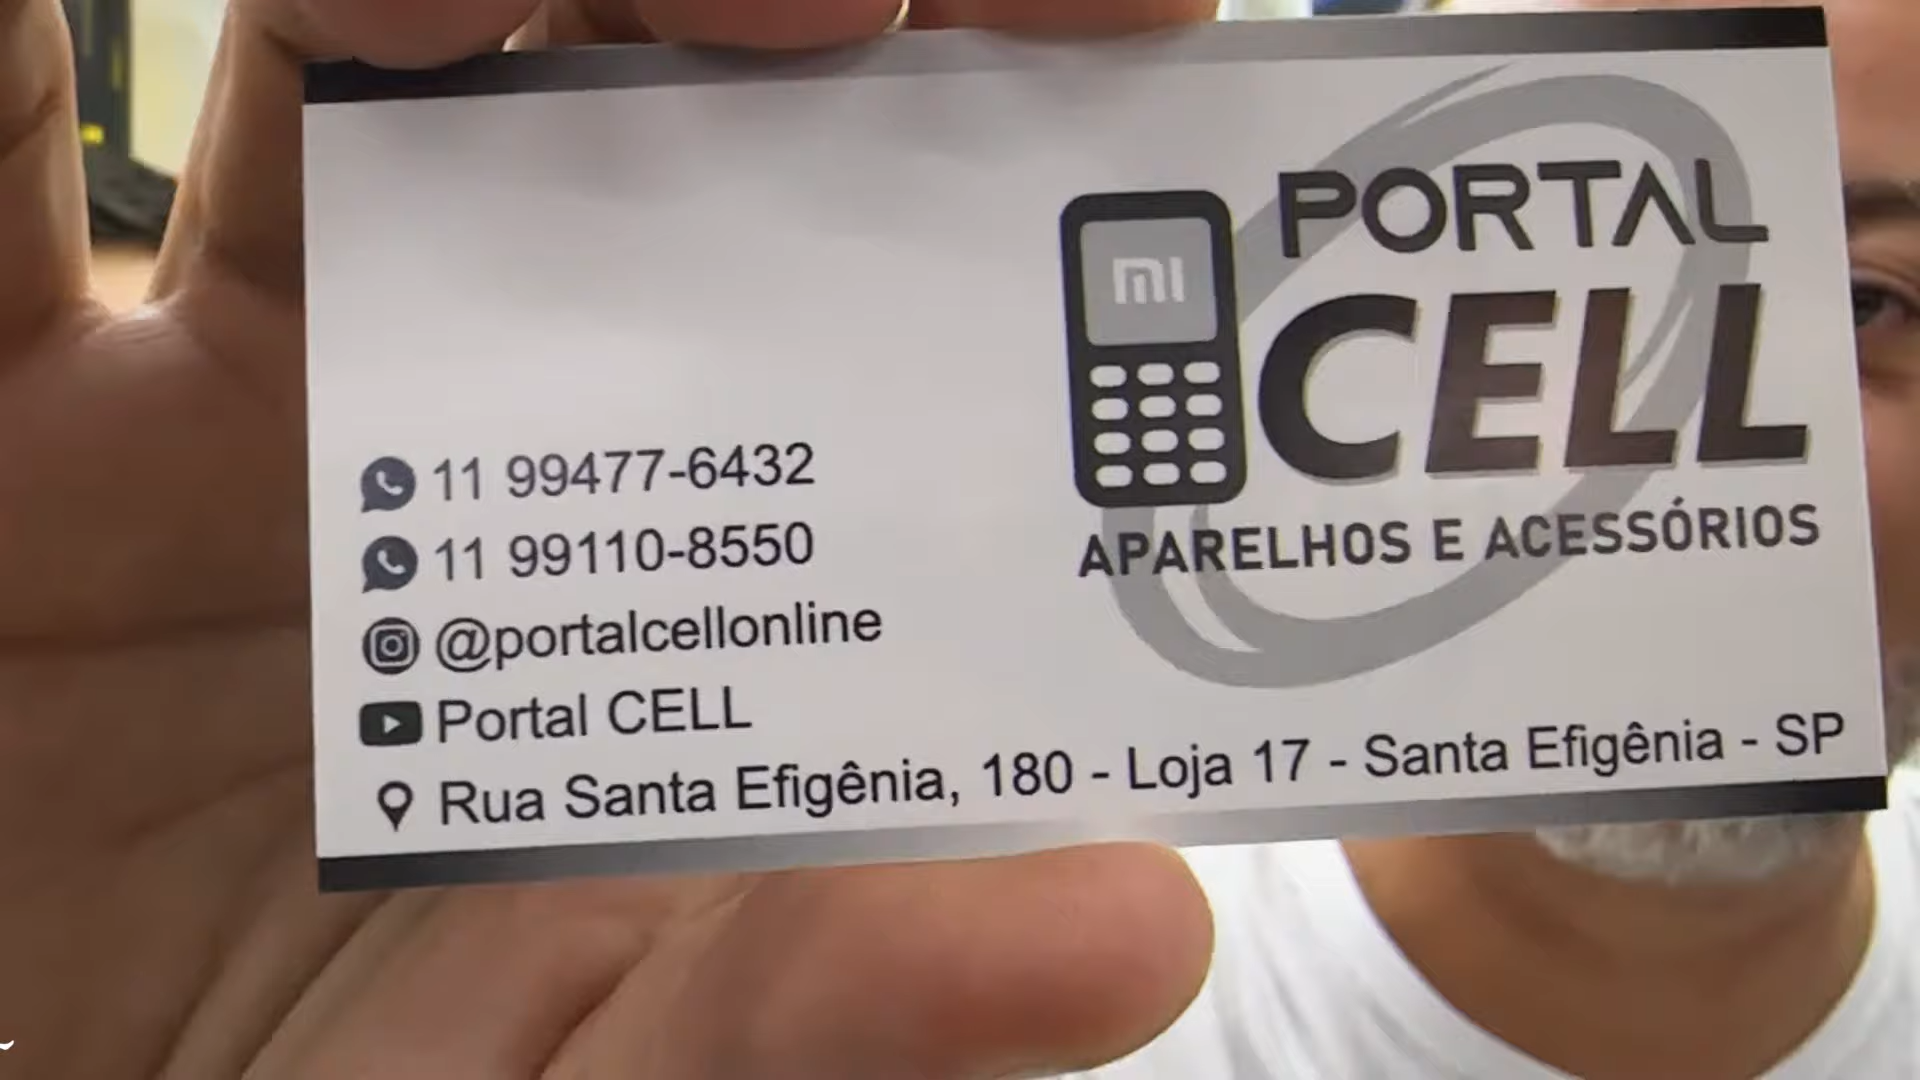 mi
PORTAL
CELL
APARELHOS E ACESSÓRIOS
11 99477-6432
11 99110-8550
@portalcellonline
Portal CELL
Rua Santa Efigênia, 180 - Loja 17 - Santa Efigênia - SP